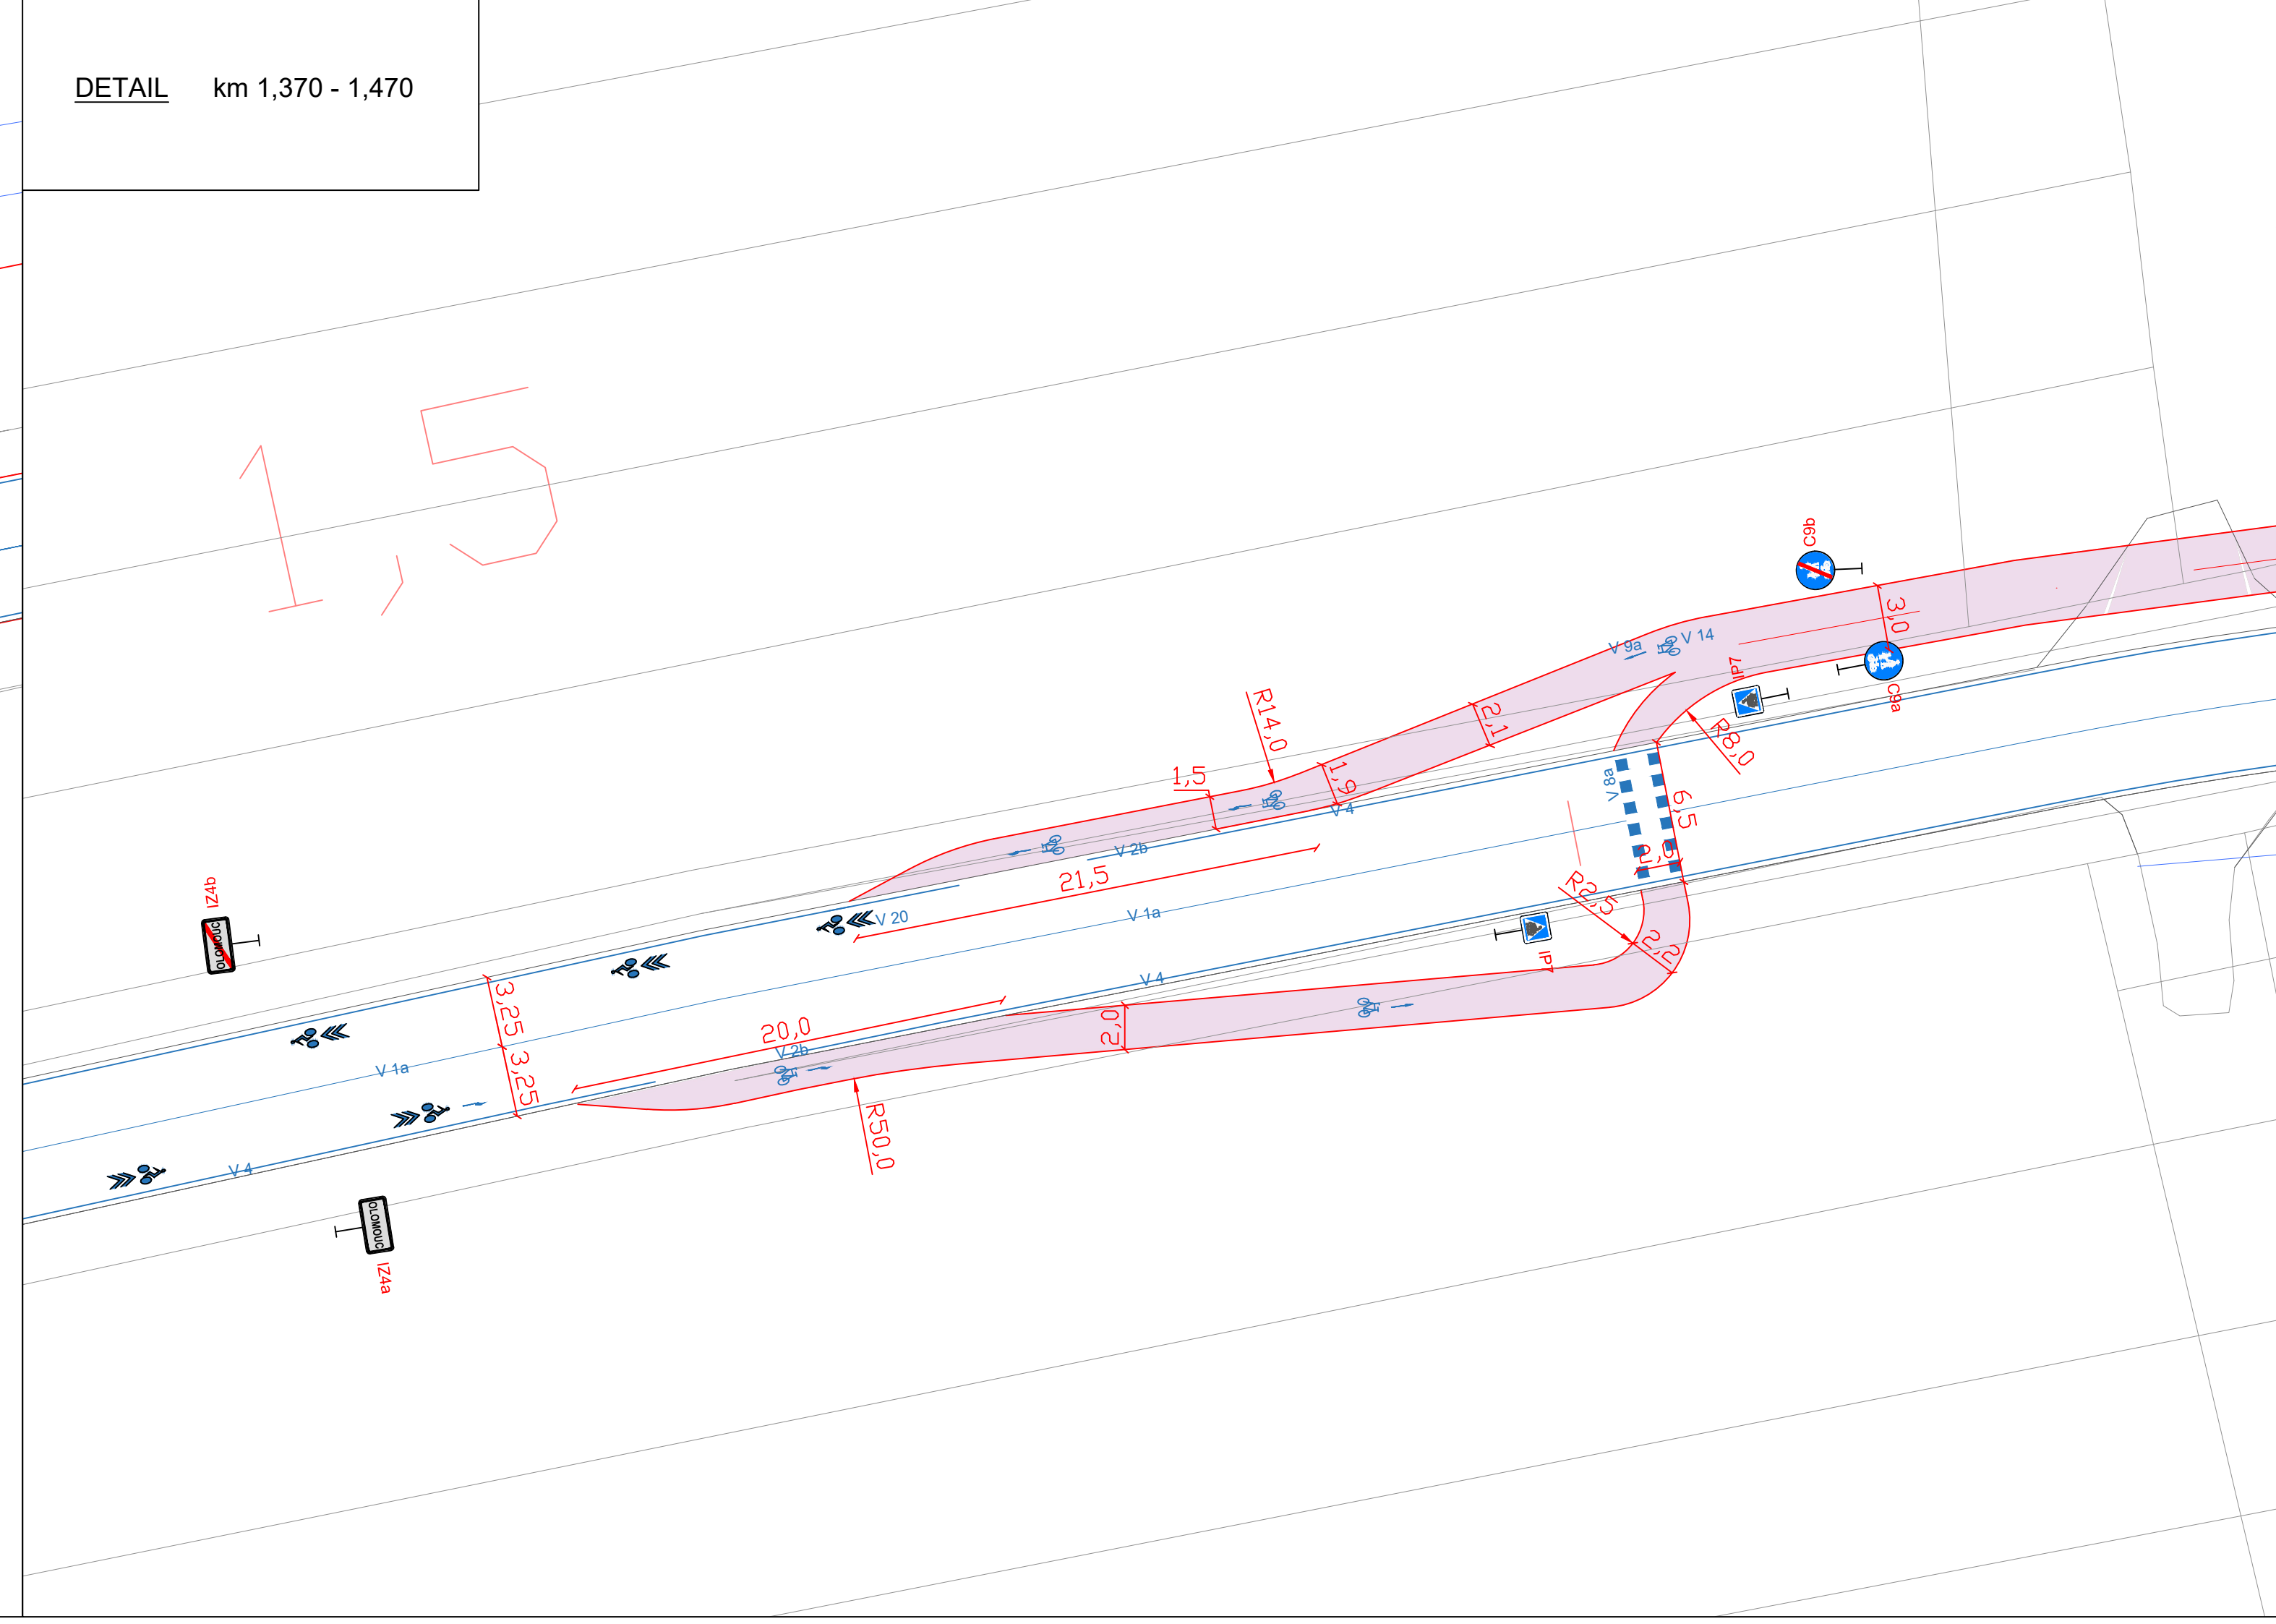 DETAIL km 1,370 - 1,470
1,5
C9b
3,0
V 9a
V 14
IP7
C9a
R14,0
2,1
R8,0
1,9
1,5
V 4
V 8a
6,5
V 2b
21,5
V 20
V 1a
R2,5
2,2
IP7
IZ4b
OLOMOUC
3,25
3,25
V 4
20,0
V 2b
2,0
V 1a
R50,0
V 4
OLOMOUC
IZ4a